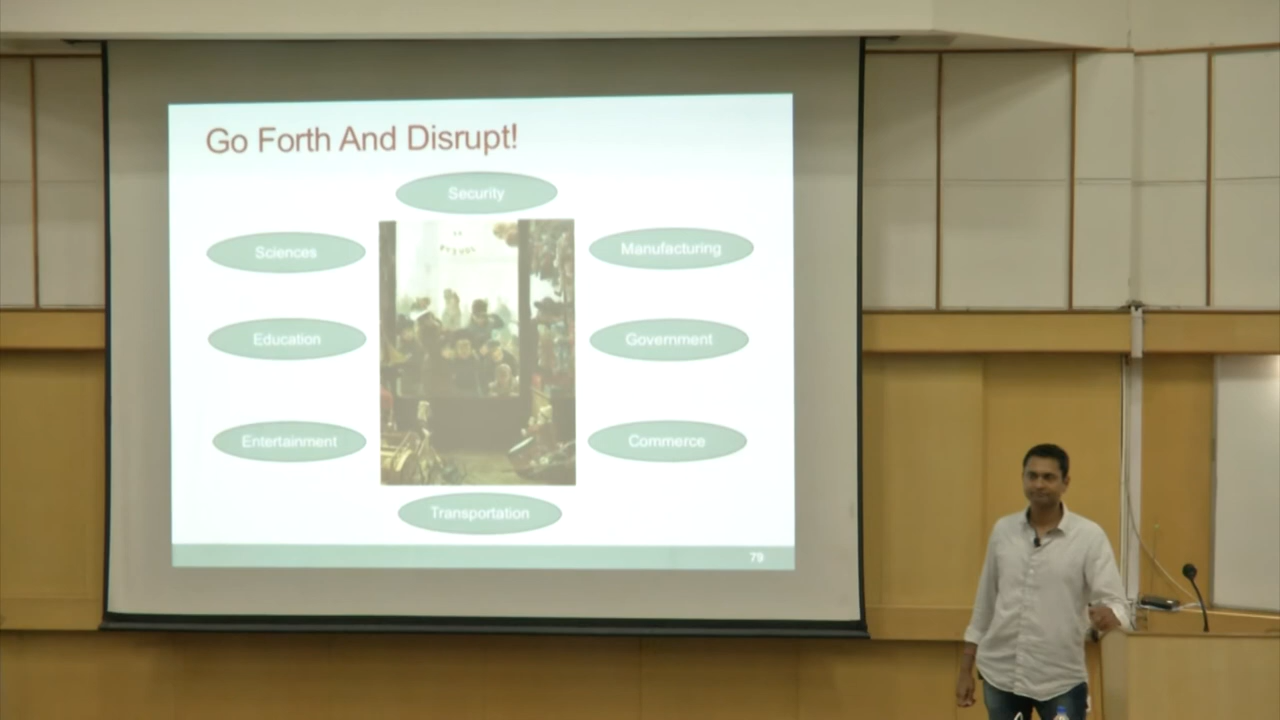 Go Forth And Disrupt!
Security
Sciences
Manufacturing
Education
Government
Entertainment
Commerce
Transportation
79